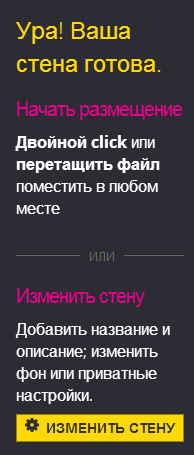 Ура! Ваша
стена готова.
Начать размещение
Двойной click или
перетащить файл
поместить в любом
месте
ИЛИ
Изменить стену
Добавить название и
описание; изменить
фон или приватные
настройки.
ИЗМЕНИТЬ СТЕНУ